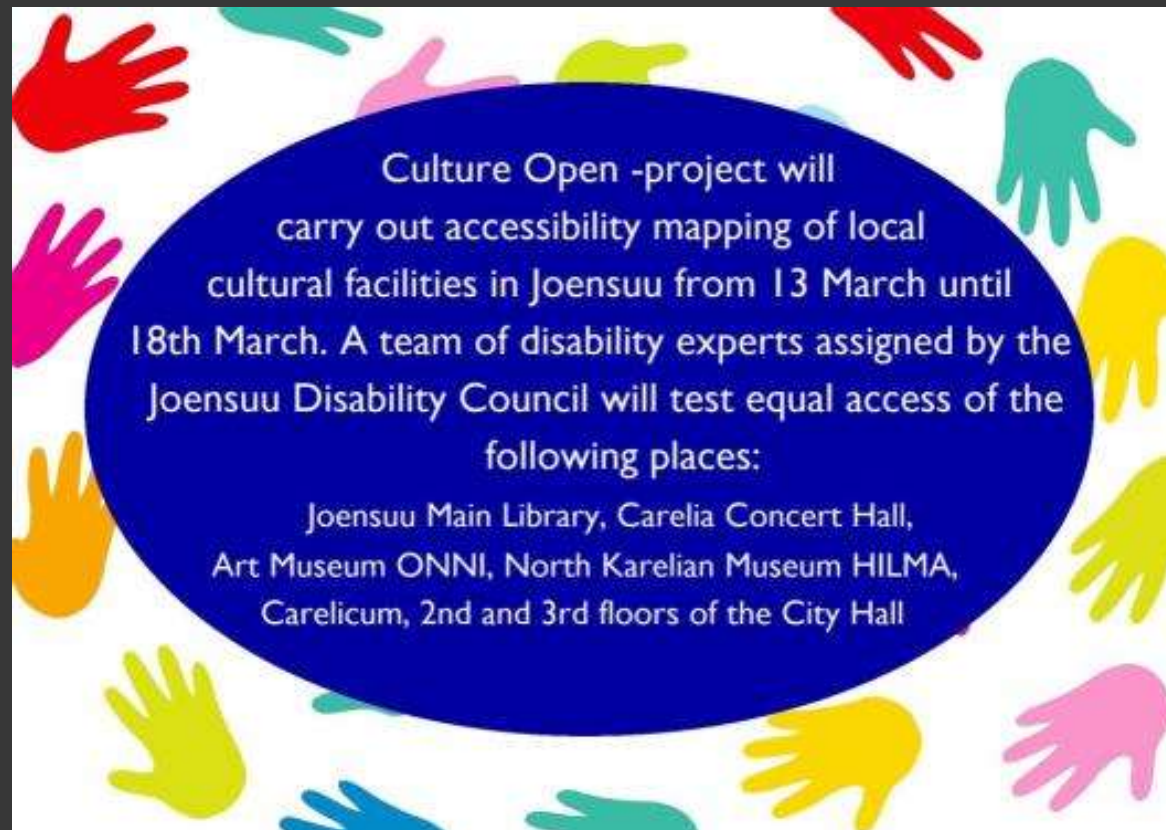 Culture Open -project will
carry out accessibility mapping of local
cultural facilities in Joensuu from 13 March until
18th March. A team of disability experts assigned by the
Joensuu Disability Council will test equal access of the
following places:
Joensuu Main Library, Carelia Concert Hall,
Art Museum ONNI, North Karelian Museum HILMA,
Carelicum, 2nd and 3rd floors of the City Hall